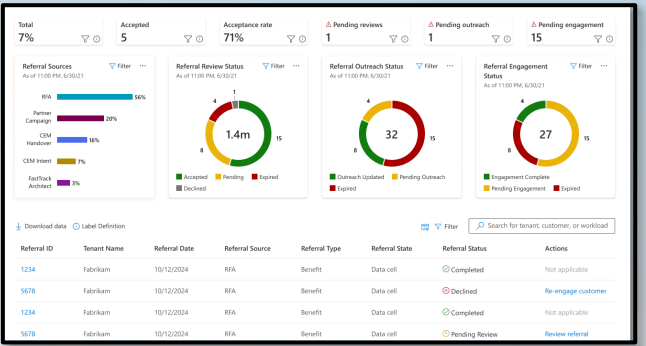 Total
7%
Accepted
5
Acceptance rate
71%
Pending reviews
1
Pending outreach
1
Pending engagement
15
Referral Sources
Filter
As of 11:00 PM, 6/30/21
RFA
56%
Partner
Campaign
20%
CEM
Handover
16%
CEM Intent
7%
FastTrack
Architect
3%
Referral Review Status
Filter
As of 11:00 PM, 6/30/21
1
4
1.4m
15
8
Accepted
Pending
Expired
Declined
Referral Outreach Status
Filter
As of 11:00 PM, 6/30/21
4
32
15
8
Outreach Updated
Pending Outreach
Expired
Referral Engagement
Status
Filter
As of 11:00 PM, 6/30/21
4
27
15
8
Engagement Complete
Pending Engagement
Expired
Download data
Label Definition
Filter
Search for tenant, customer, or workload
Referral ID Tenant Name Referral Date Referral Source Referral Type Referral State Referral Status Actions
1234 Fabrikam 10/12/2024 RFA Benefit Data cell Completed Not applicable
5678 Fabrikam 10/12/2024 RFA Benefit Data cell Declined Re-engage customer
1234 Fabrikam 10/12/2024 RFA Benefit Data cell Completed Not applicable
5678 Fabrikam 10/12/2024 RFA Benefit Data cell Pending Review Review referral